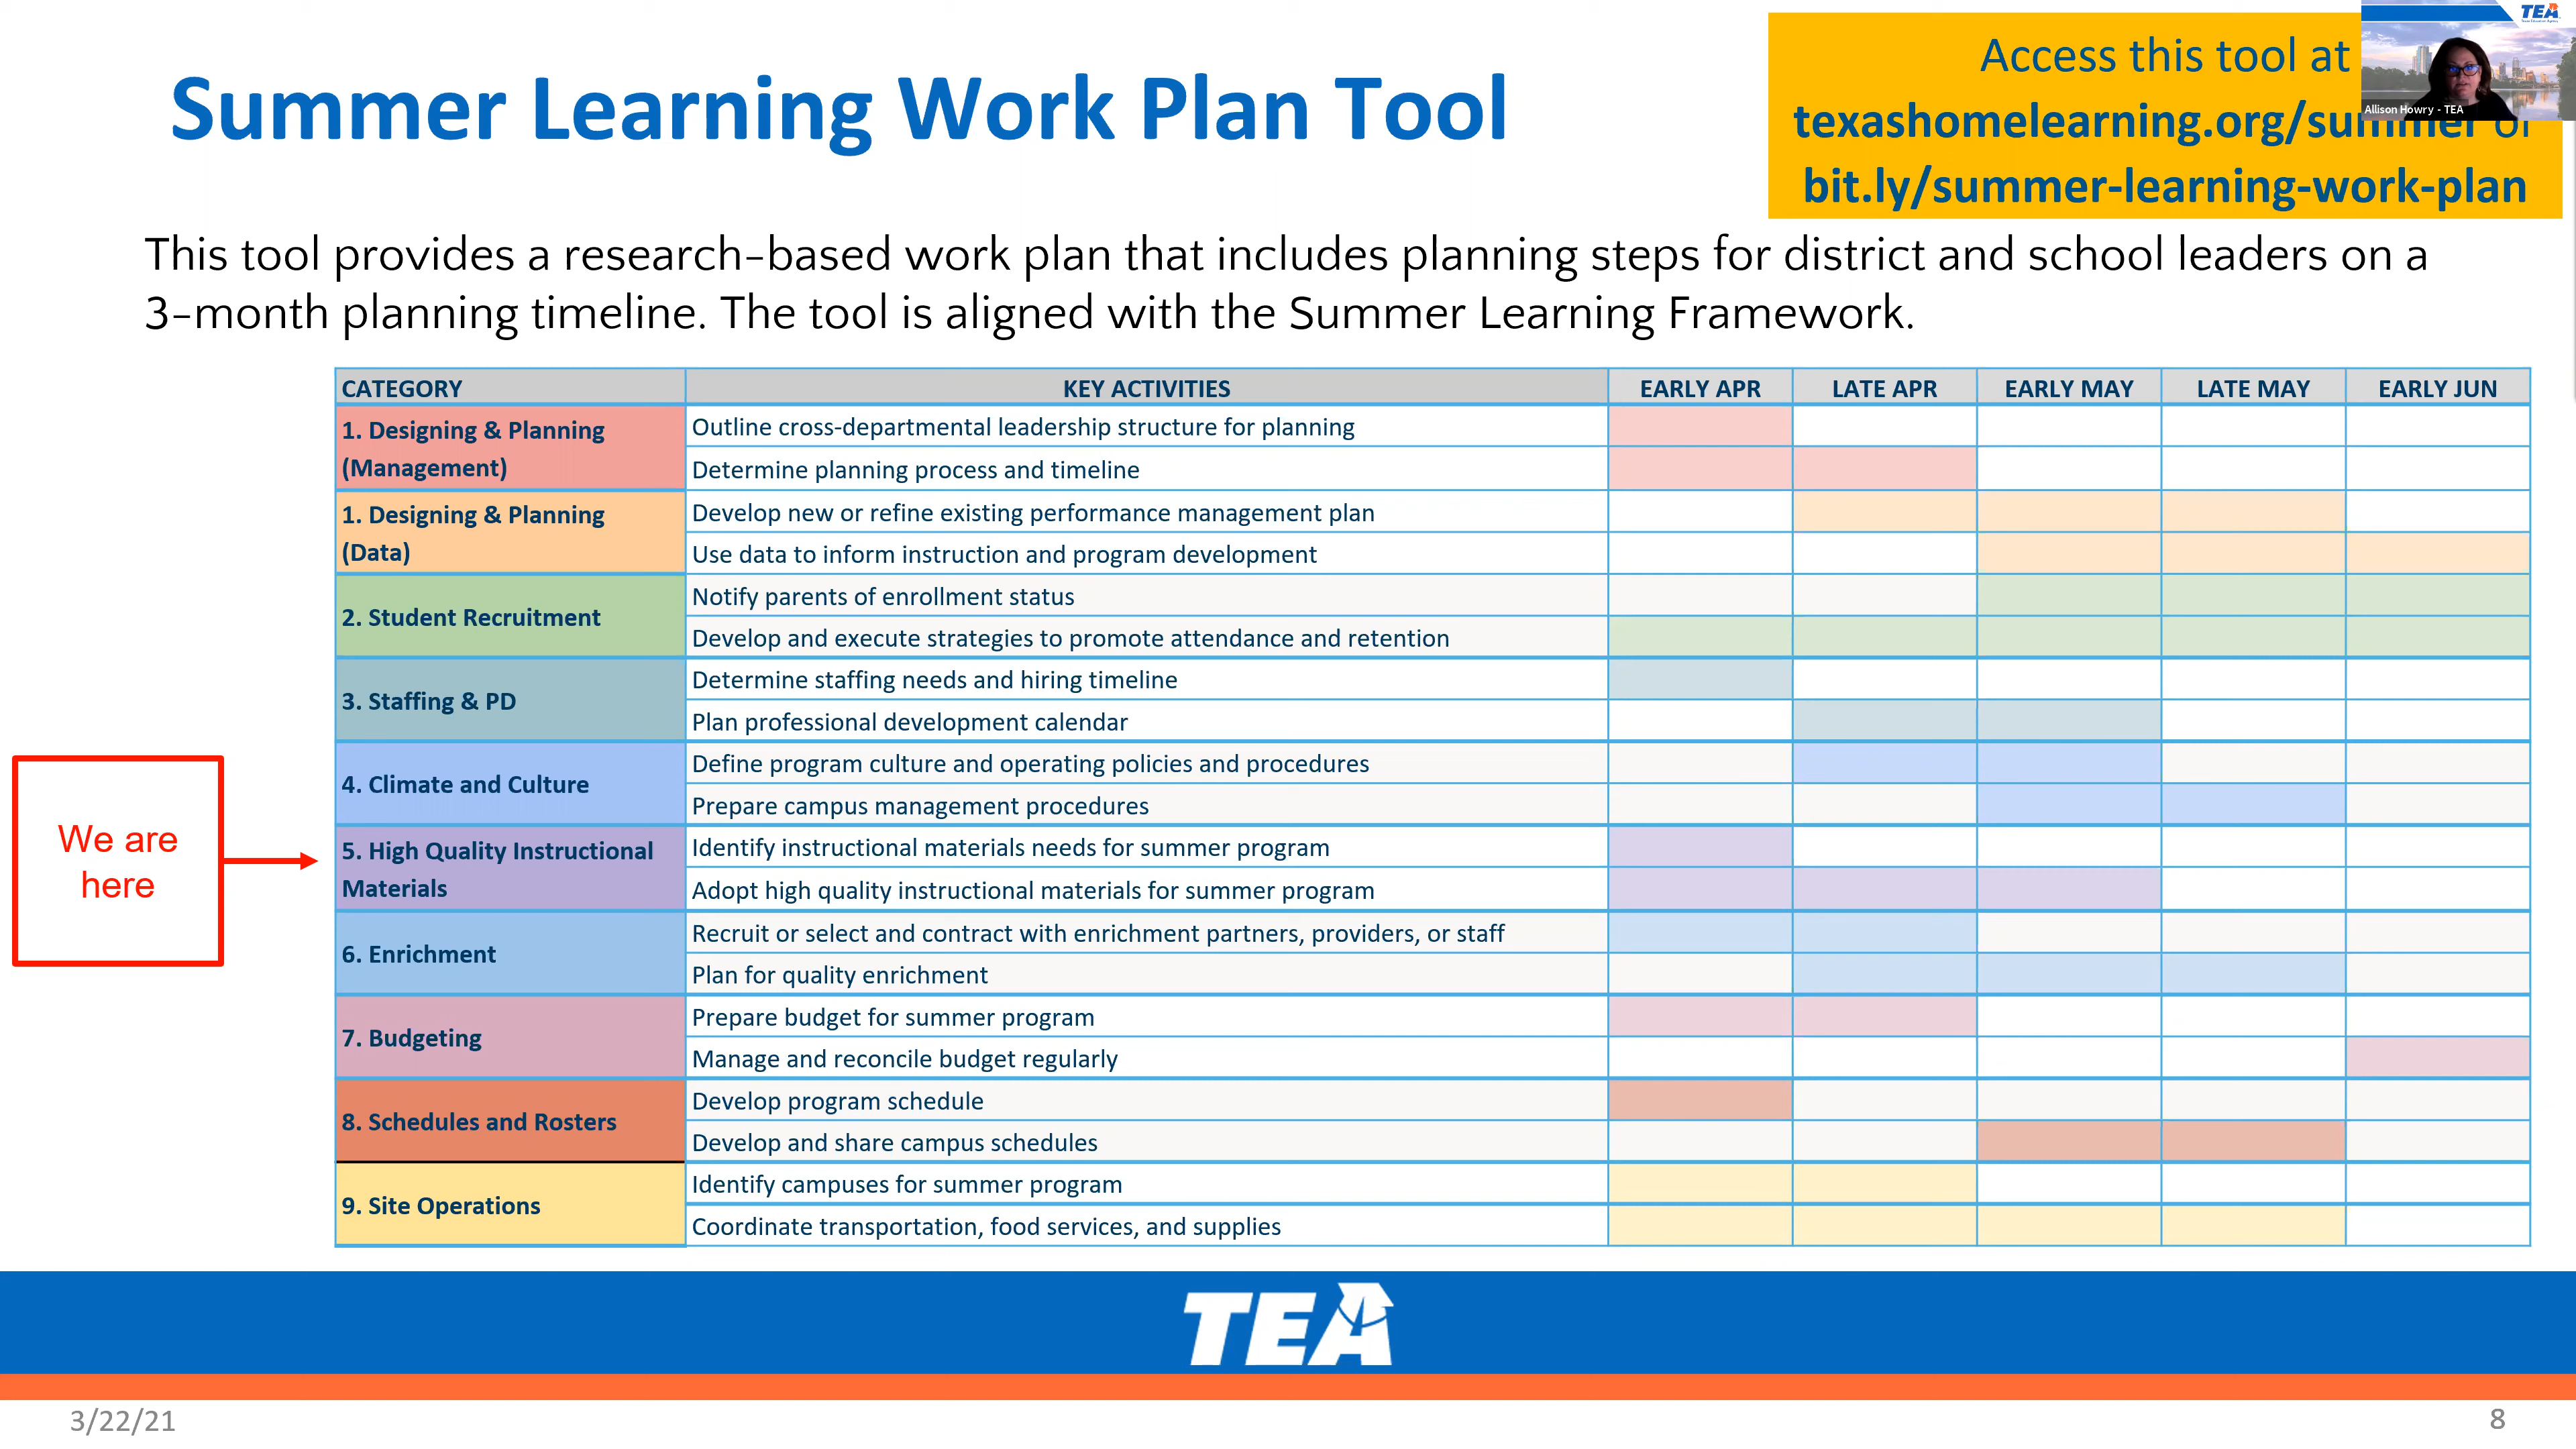 Summer Learning Work Plan Tool
Access this tool at
texashomelearning.org/summer or
bit.ly/summer-learning-work-plan
TEA
Allison Howry - TEA
This tool provides a research-based work plan that includes planning steps for district and school leaders on a
3-month planning timeline. The tool is aligned with the Summer Learning Framework.
CATEGORY KEY ACTIVITIES EARLY APR LATE APR EARLY MAY LATE MAY EARLY JUN
1. Designing & Planning
(Management)
Outline cross-departmental leadership structure for planning
Determine planning process and timeline
1. Designing & Planning
(Data)
Develop new or refine existing performance management plan
Use data to inform instruction and program development
2. Student Recruitment
Notify parents of enrollment status
Develop and execute strategies to promote attendance and retention
3. Staffing & PD
Determine staffing needs and hiring timeline
Plan professional development calendar
4. Climate and Culture
Define program culture and operating policies and procedures
Prepare campus management procedures
We are
here
5. High Quality Instructional
Materials
Identify instructional materials needs for summer program
Adopt high quality instructional materials for summer program
6. Enrichment
Recruit or select and contract with enrichment partners, providers, or staff
Plan for quality enrichment
7. Budgeting
Prepare budget for summer program
Manage and reconcile budget regularly
8. Schedules and Rosters
Develop program schedule
Develop and share campus schedules
9. Site Operations
Identify campuses for summer program
Coordinate transportation, food services, and supplies
TEA
3/22/21
8